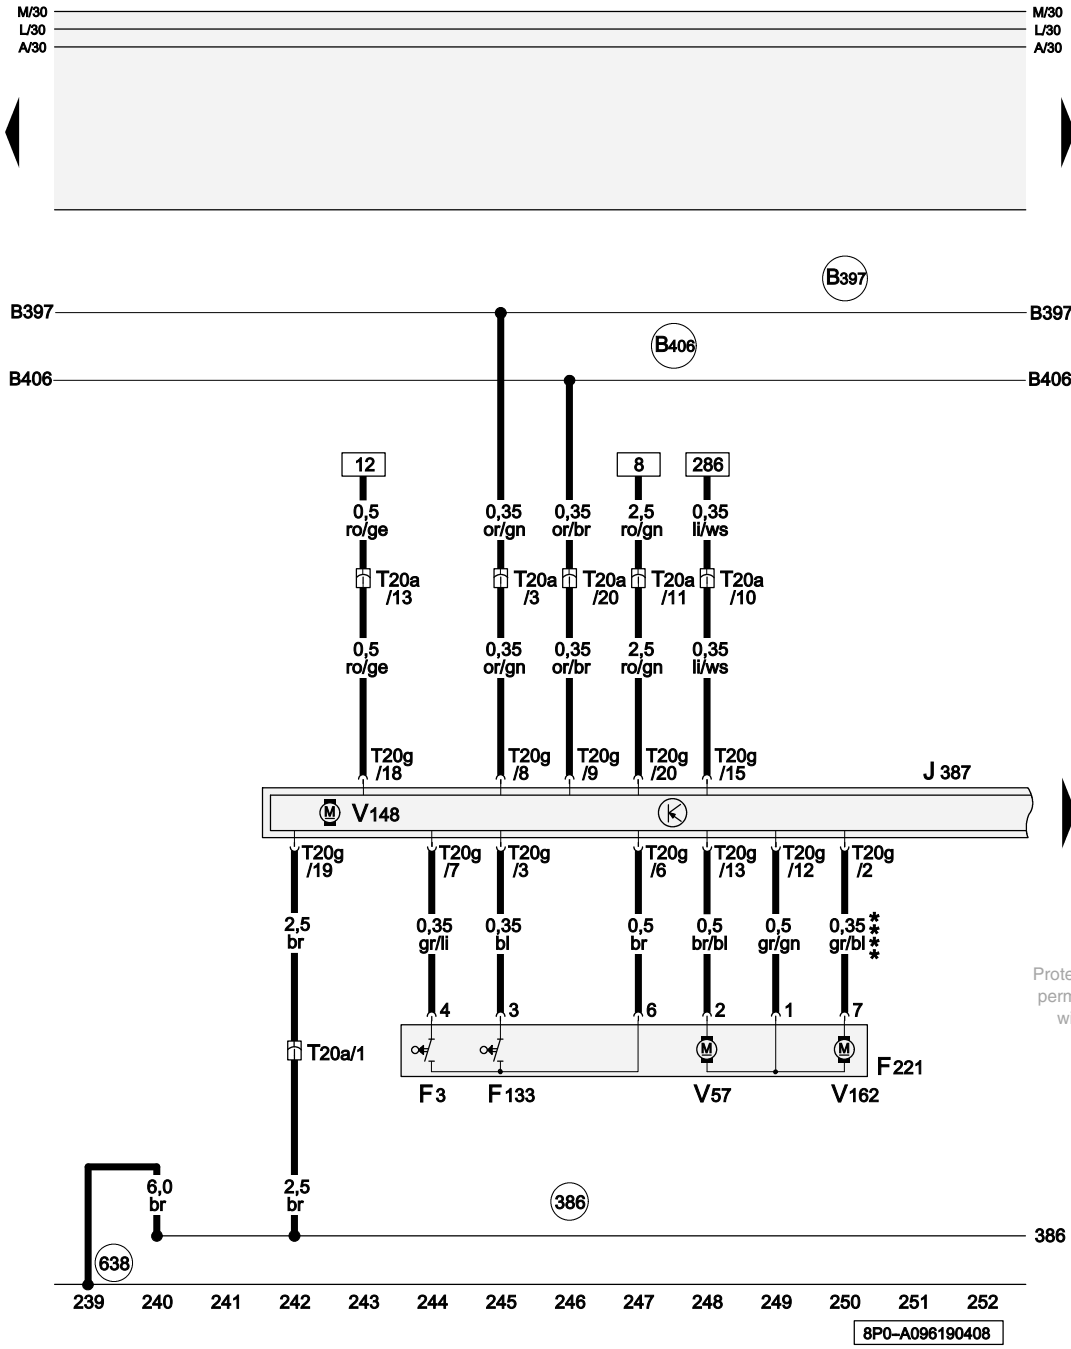 M/30 M/30
L/30 L/30
A/30 A/30
B397
B397 B397
B406
B406 B406
12 8 286
0,5 0,35 0,35 2,5 0,35
ro/ge or/gn or/br ro/gn li/ws
T20a T20a T20a T20a T20a
/13 /3 /20 /11 /10
0,5 0,35 0,35 2,5 0,35
ro/ge or/gn or/br ro/gn li/ws
T20g T20g T20g T20g T20g
/18 /8 /9 /20 /15
J 387
M V148
T20g T20g T20g T20g T20g T20g T20g
/19 /7 /3 /6 /13 /12 /2
2,5 0,35 0,35 0,5 0,5 0,5 0,35 ****
br gr/li bl br br/bl gr/gn gr/bl
Prote
perm
wi
4 3 6 2 1 7
T20a/1 M M F221
F3 F133 V57 V162
6,0 2,5
br br
386
386
638
239 240 241 242 243 244 245 246 247 248 249 250 251 252
8P0-A096190408